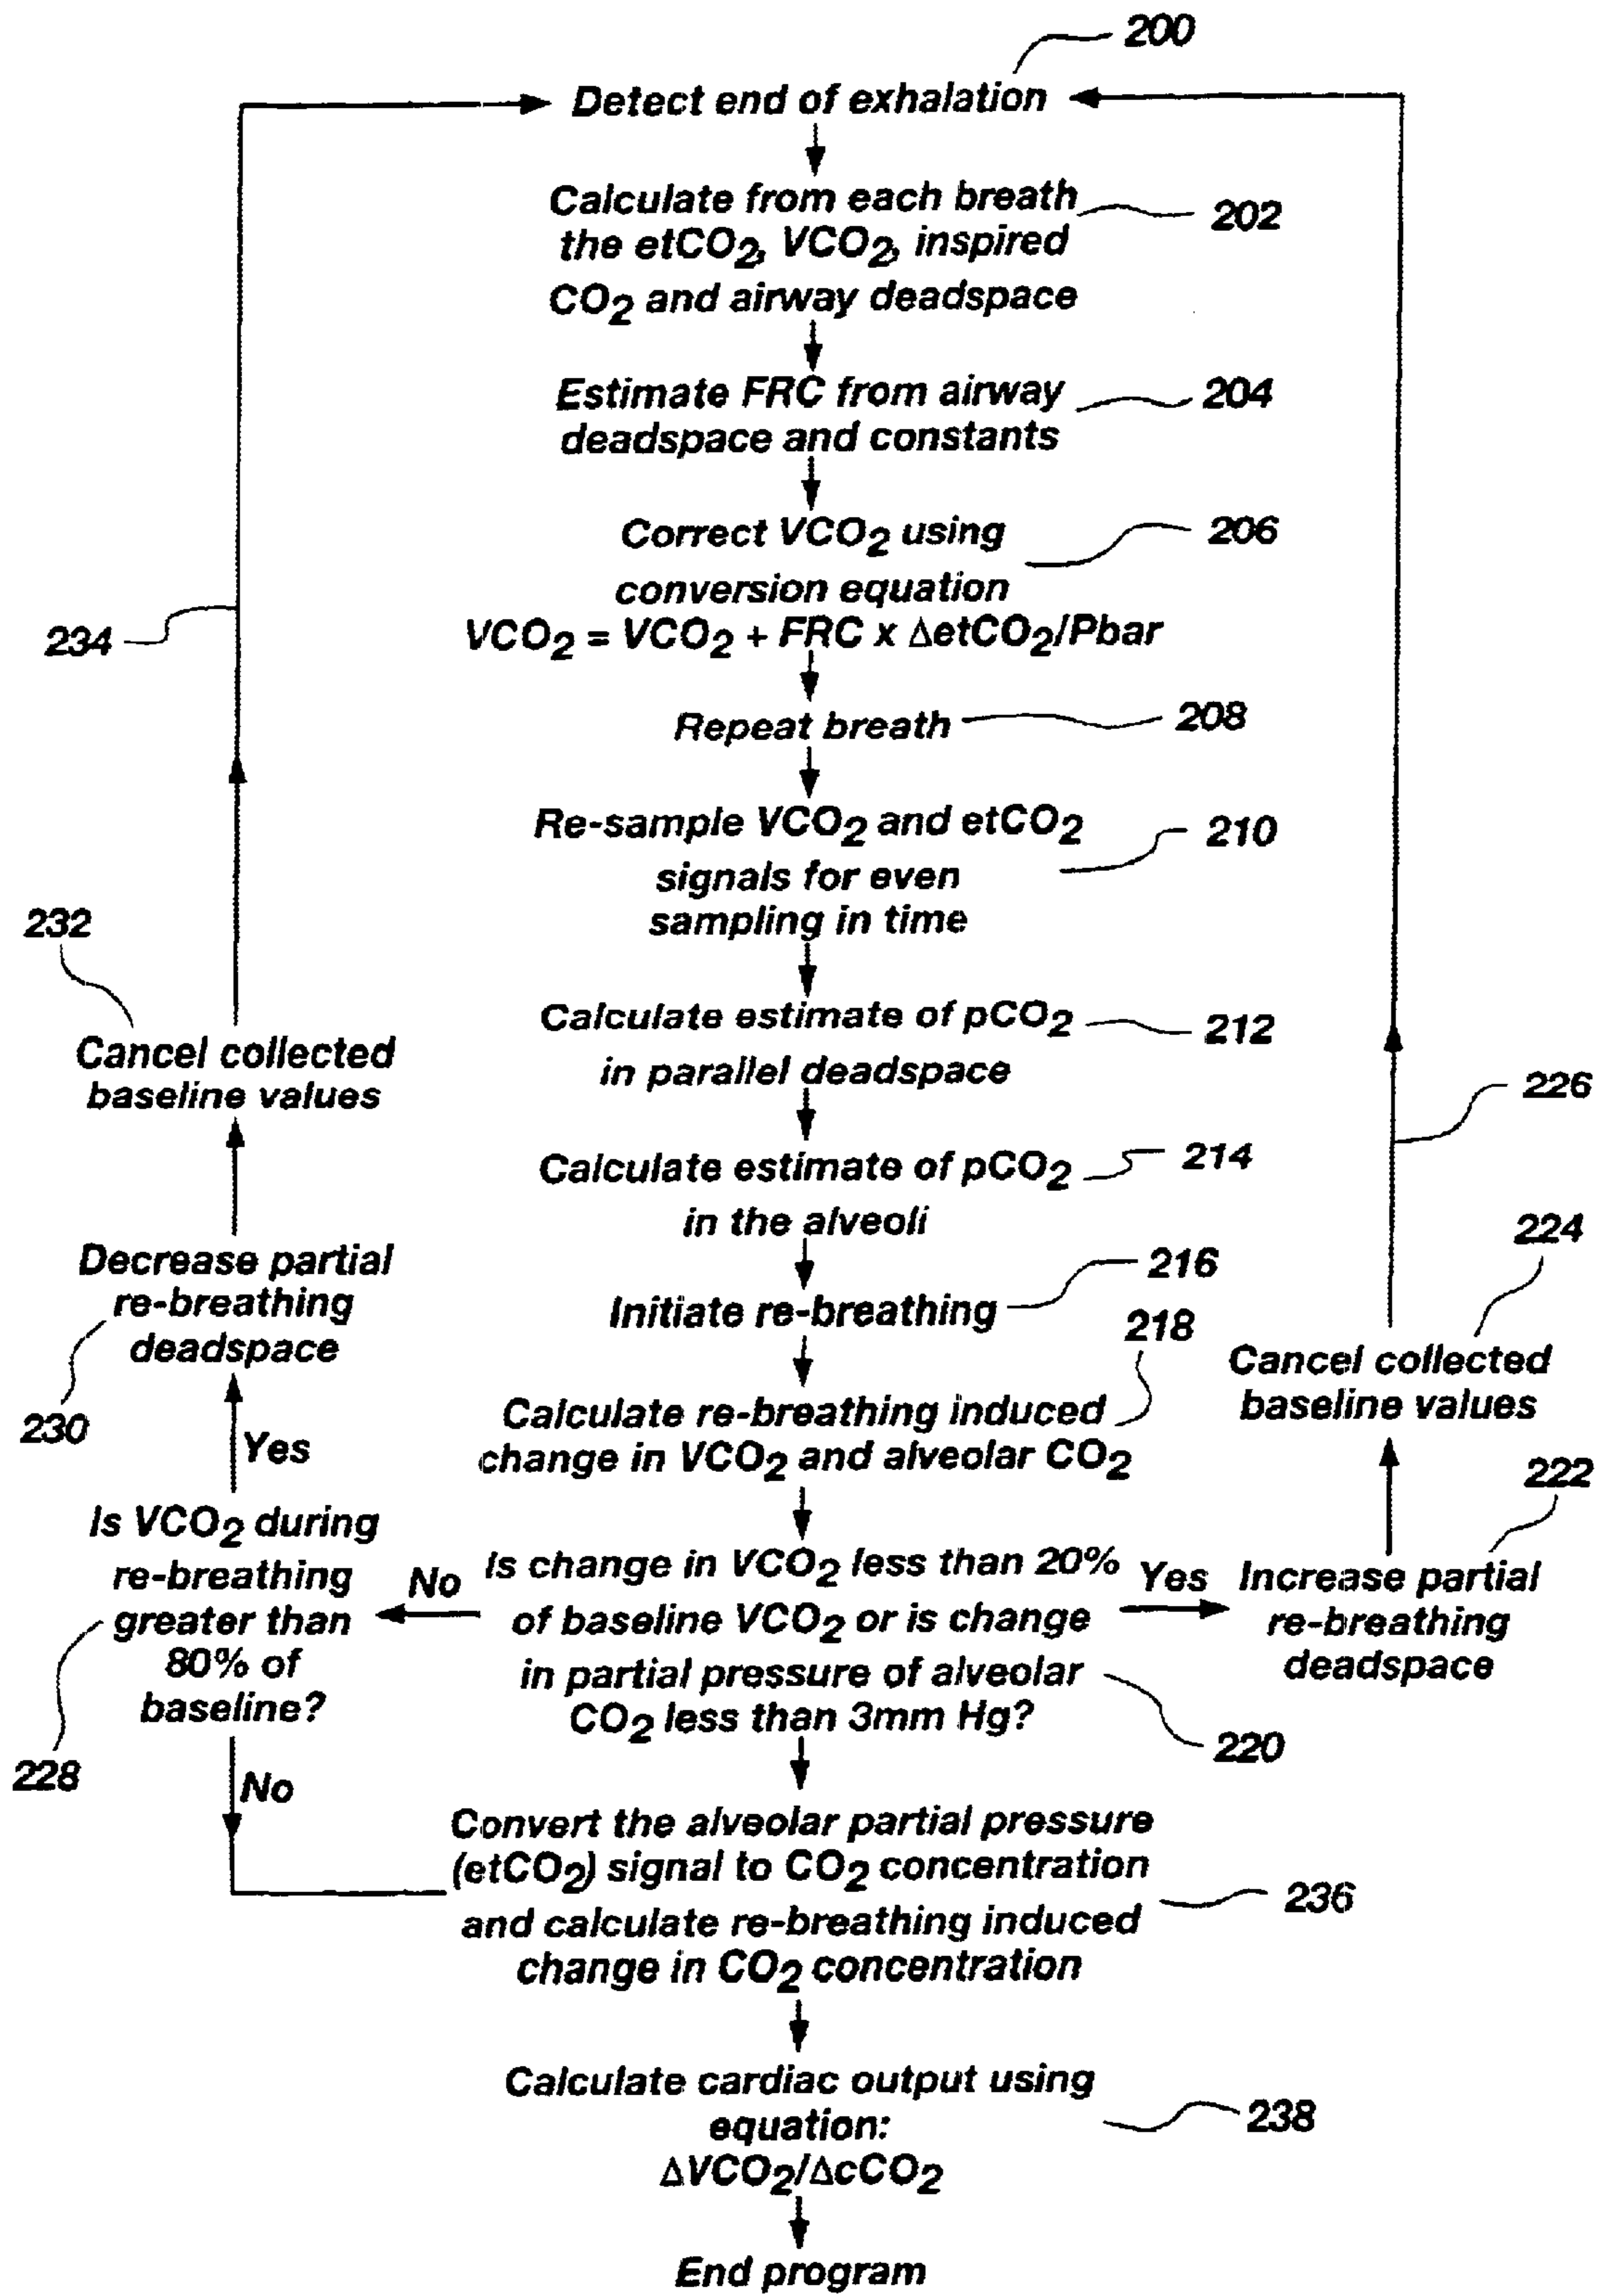 200
Detect end of exhalation
Calculate from each breath
the etCO2, VCO2, inspired
CO2 and airway deadspace
202
Estimate FRC from airway
deadspace and constants
204
Correct VCO2 using
conversion equation
VCO2 = VCO2 + FRC x ΔetCO2/Pbar
206
234
Repeat breath
208
Re-sample VCO2 and etCO2
signals for even
sampling in time
210
232
Cancel collected
baseline values
Calculate estimate of pCO2
in parallel deadspace
212
226
Calculate estimate of pCO2
in the alveoli
214
224
Decrease partial
re-breathing
deadspace
230
Yes
Initiate re-breathing
216
218
Calculate re-breathing induced
change in VCO2 and alveolar CO2
Cancel collected
baseline values
222
Is VCO2 during
re-breathing
greater than
80% of
baseline?
228
No
No
Is change in VCO2 less than 20%
of baseline VCO2 or is change
in partial pressure of alveolar
CO2 less than 3mm Hg?
220
Yes
Increase partial
re-breathing
deadspace
Convert the alveolar partial pressure
(etCO2) signal to CO2 concentration
and calculate re-breathing induced
change in CO2 concentration
236
Calculate cardiac output using
equation:
ΔVCO2/ΔcCO2
238
End program